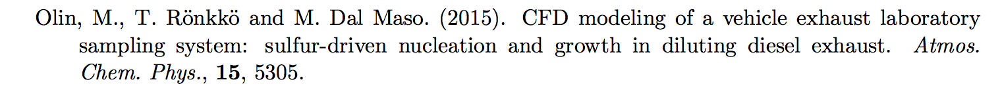 Olin, M., T. Rönkkö and M. Dal Maso. (2015). CFD modeling of a vehicle exhaust laboratory
sampling system: sulfur-driven nucleation and growth in diluting diesel exhaust. Atmos.
Chem. Phys., 15, 5305.